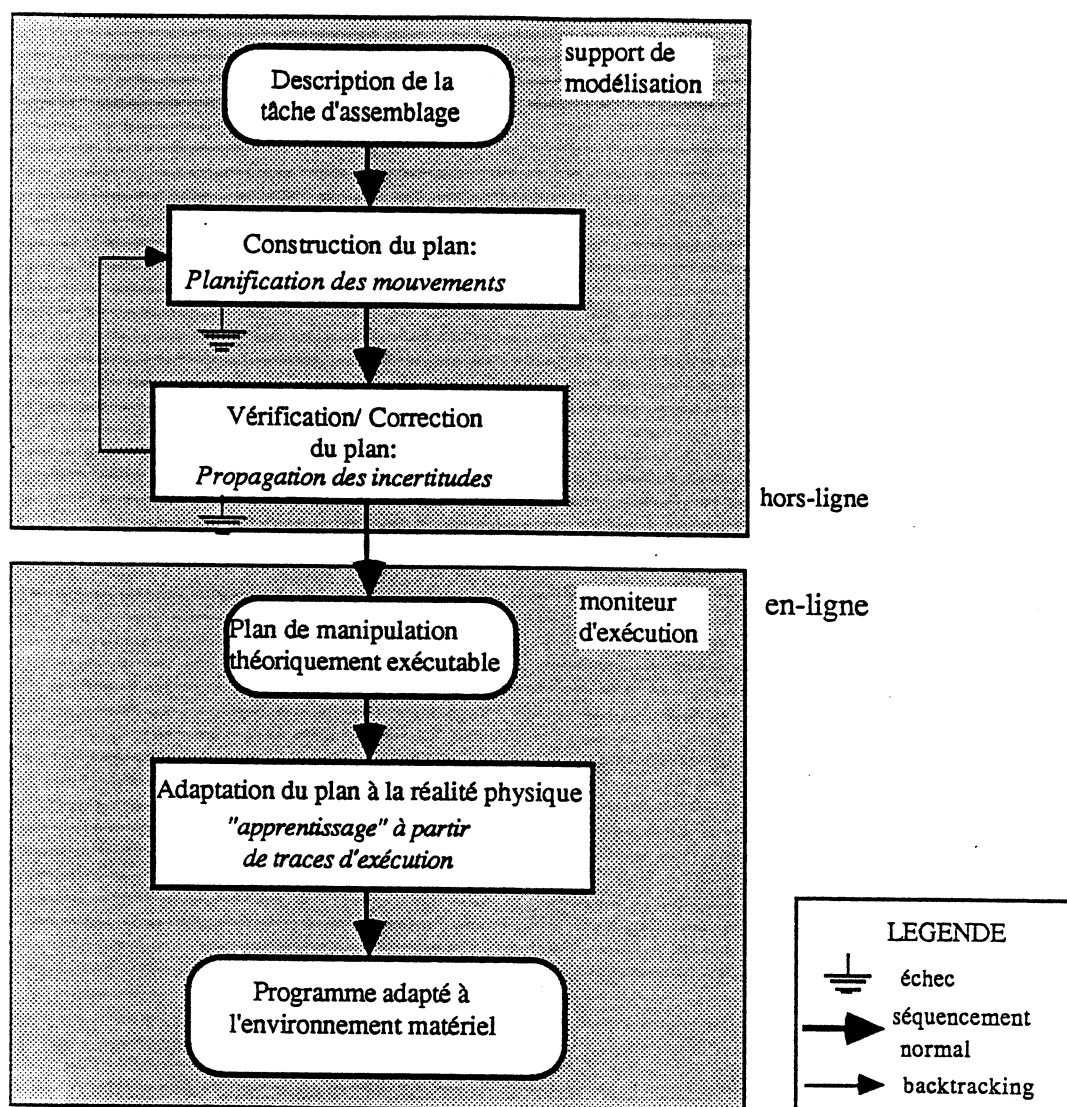 support de
modélisation
Description de la
tâche d'assemblage
Construction du plan:
Planification des mouvements
Vérification/ Correction
du plan:
Propagation des incertitudes
hors-ligne
en-ligne
moniteur
d'exécution
Plan de manipulation
théoriquement exécutable
Adaptation du plan à la réalité physique
"apprentissage" à partir
de traces d'exécution
Programme adapté à
l'environnement matériel
LEGENDE
échec
séquencement
normal
backtracking